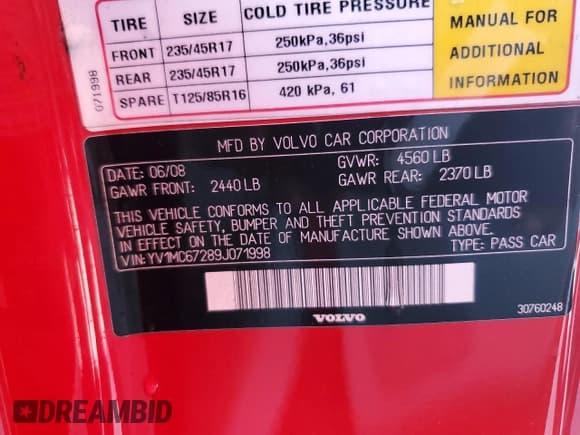 TIRE SIZE COLD TIRE PRESSURE
FRONT 235/45R17 250kPa,36psi
REAR 235/45R17 250kPa,36psi
SPARE T125/85R16 420 kPa, 61
MANUAL FOR
ADDITIONAL
INFORMATION
071998
MFD BY VOLVO CAR CORPORATION
DATE: 06/08 GVWR: 4560 LB
GAWR FRONT: 2440 LB GAWR REAR: 2370 LB
THIS VEHICLE CONFORMS TO ALL APPLICABLE FEDERAL MOTOR
VEHICLE SAFETY, BUMPER AND THEFT PREVENTION STANDARDS
IN EFFECT ON THE DATE OF MANUFACTURE SHOWN ABOVE.
VIN: YV1MC67289J071998 TYPE: PASS CAR
30760248
VOLVO
DREAMBID